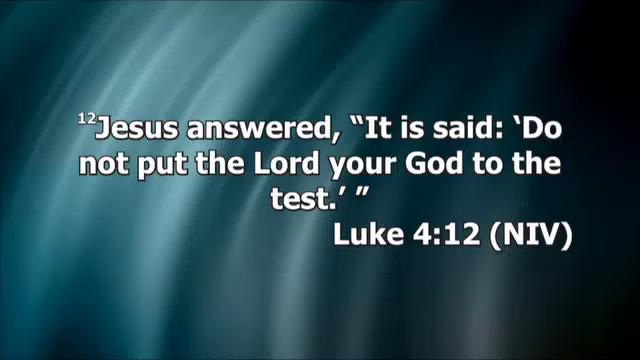 12Jesus answered, “It is said: ‘Do
not put the Lord your God to the
test.’ ”
Luke 4:12 (NIV)